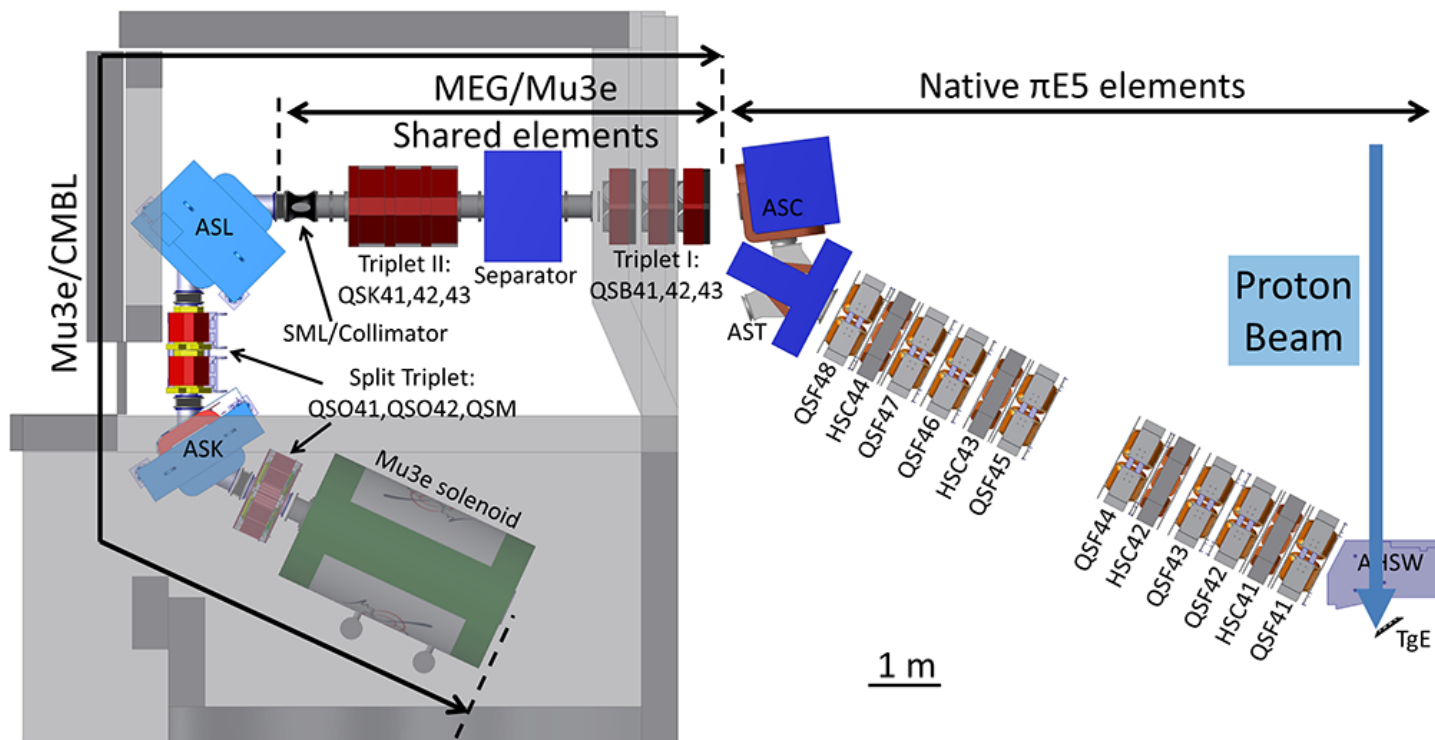 MEG/Mu3e
Shared elements
Native πE5 elements
Mu3e/CMBL
ASL
ASC
AST
Triplet II:
QSK41,42,43
Separator
Triplet I:
QSB41,42,43
SML/Collimator
Split Triplet:
QSO41,QSO42,QSM
ASK
Mu3e solenoid
Proton
Beam
QSF48
HSC44
QSF47
QSF46
HSC43
QSF45
QSF44
HSC42
QSF43
QSF42
HSC41
QSF41
AHSW
TgE
1 m